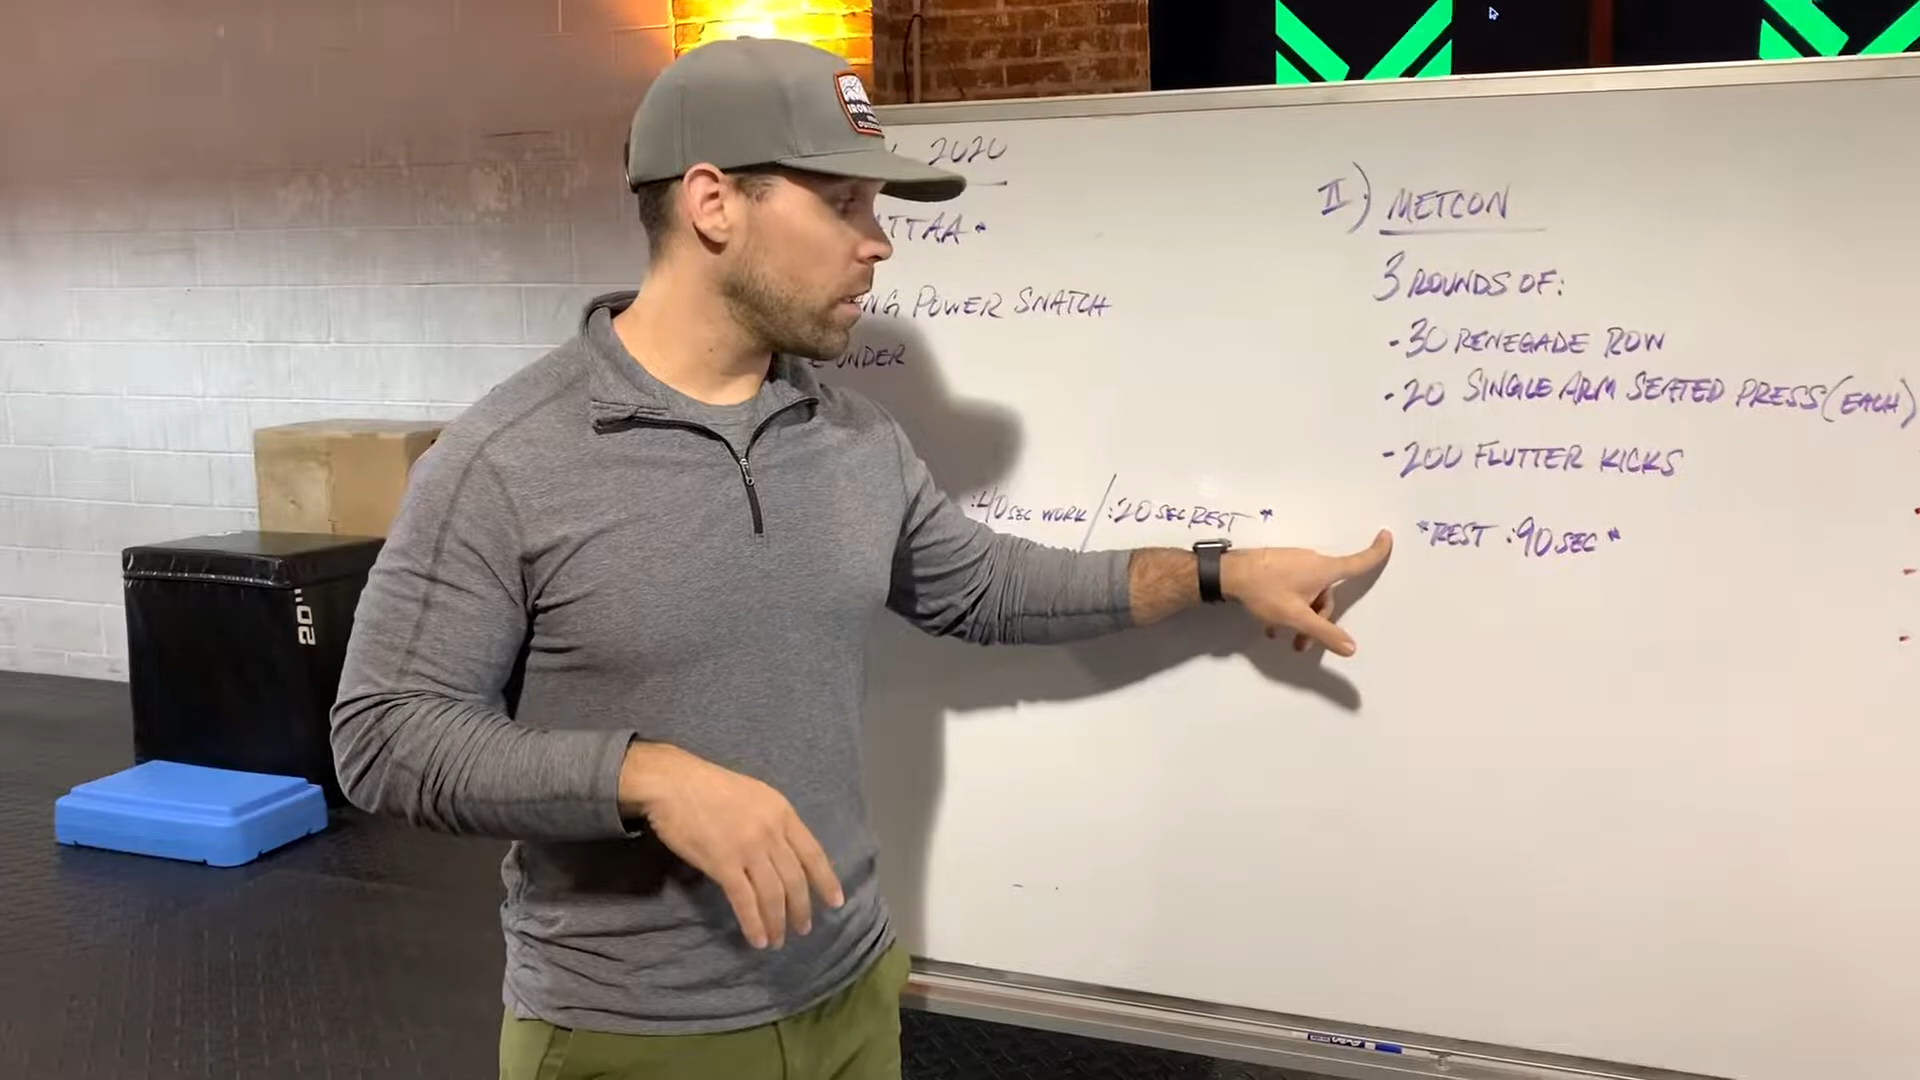 2020
POWER SNATCH
UNDER
:40 SEC WORK / :20 SEC REST *
II) METCON
3 ROUNDS OF:
- 30 RENEGADE ROW
- 20 SINGLE ARM SEATED PRESS (EACH)
- 200 FLUTTER KICKS
*REST :90 SEC*
20"